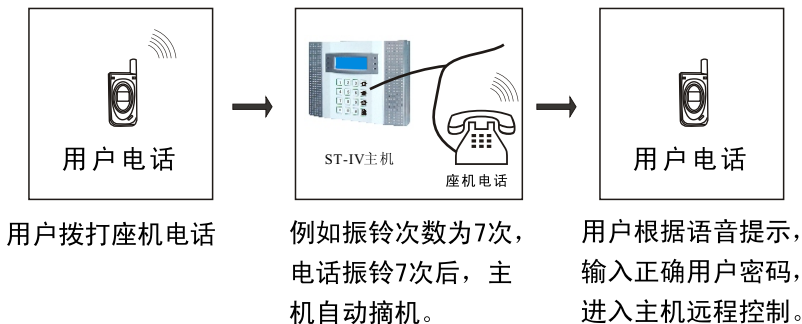 用户电话
ST-IV主机
座机电话
用户电话
用户拨打座机电话
例如振铃次数为7次，
电话振铃7次后，主
机自动摘机。
用户根据语音提示，
输入正确用户密码，
进入主机远程控制。